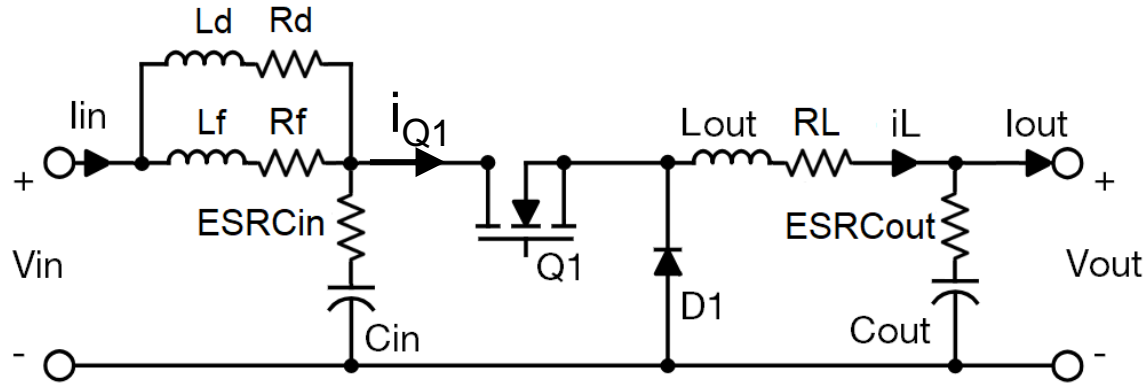 Ld Rd
Iin Lf Rf iQ1 Lout RL iL Iout
+ +
ESRCin ESRCout
Vin Q1 Vout
D1
Cin Cout
- -